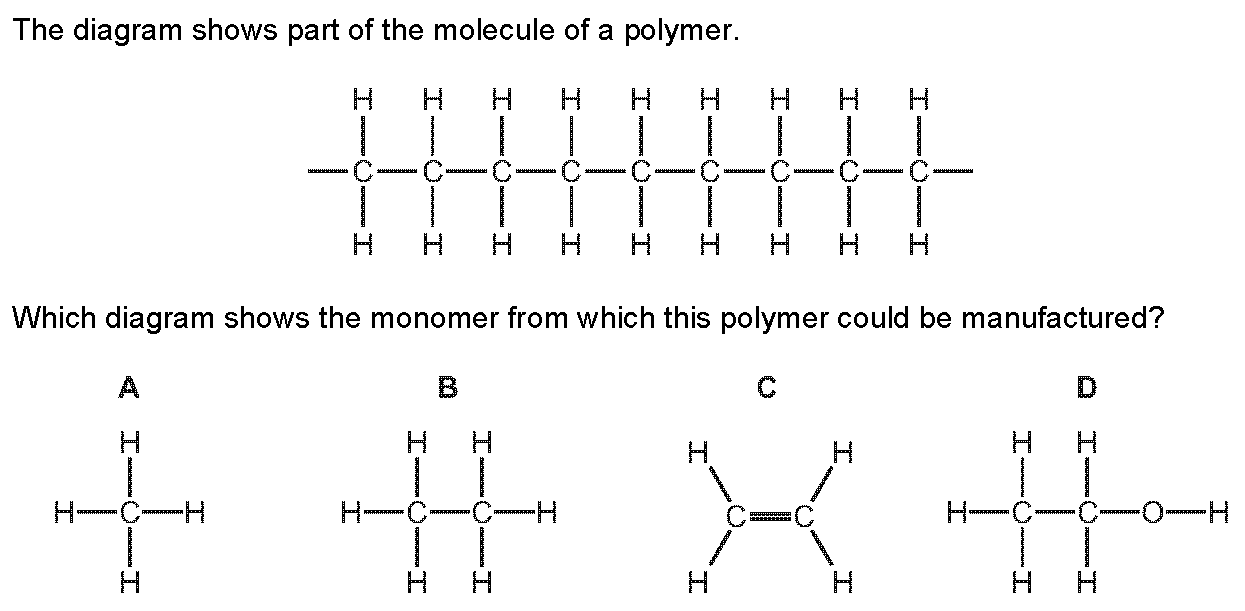 The diagram shows part of the molecule of a polymer.
H H H H H H H H H
C C C C C C C C C
H H H H H H H H H
Which diagram shows the monomer from which this polymer could be manufactured?
A B C D
H H H H H H H
H C H H C C H C C H C C O H
H H H H H H H